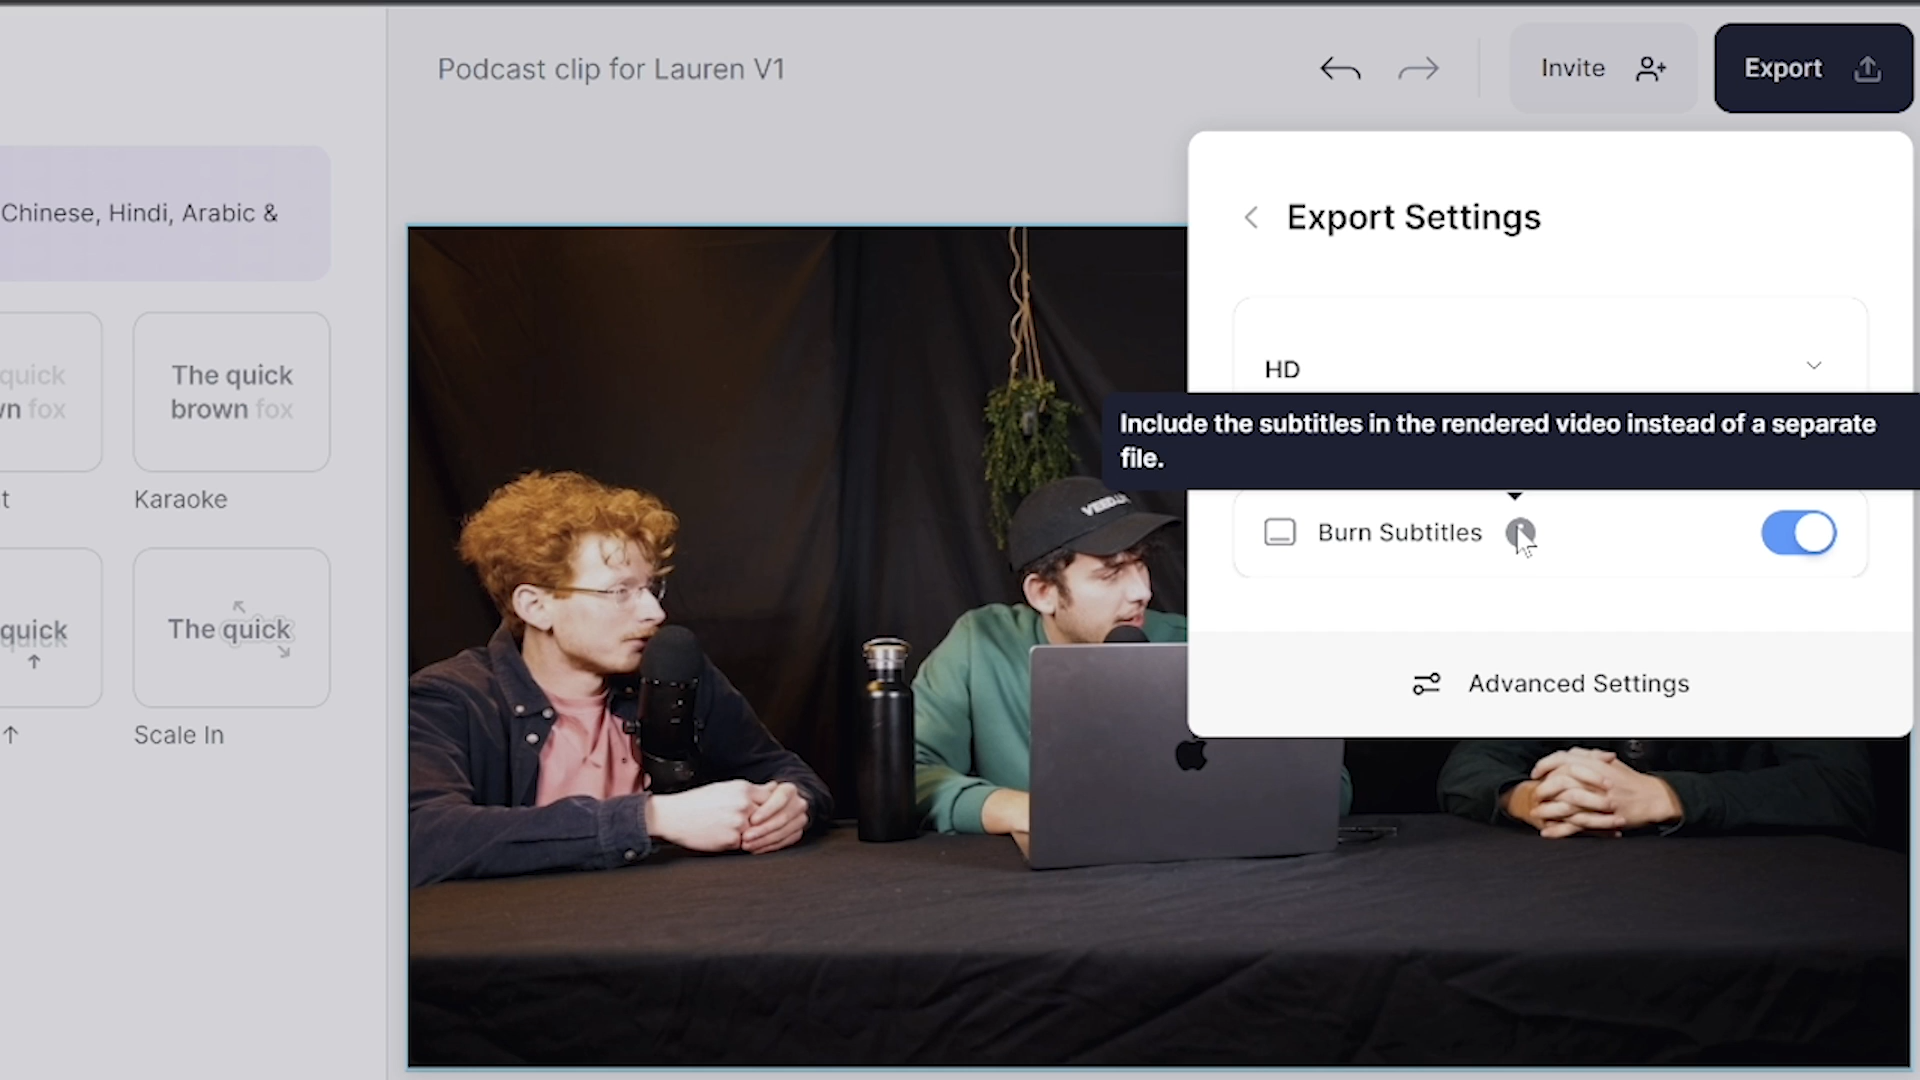 Podcast clip for Lauren V1
Invite
Export
Chinese, Hindi, Arabic &
Export Settings
HD
Include the subtitles in the rendered video instead of a separate
file.
Burn Subtitles
Advanced Settings
quick
fox
The quick
brown fox
t
Karaoke
quick
The quick
Scale In